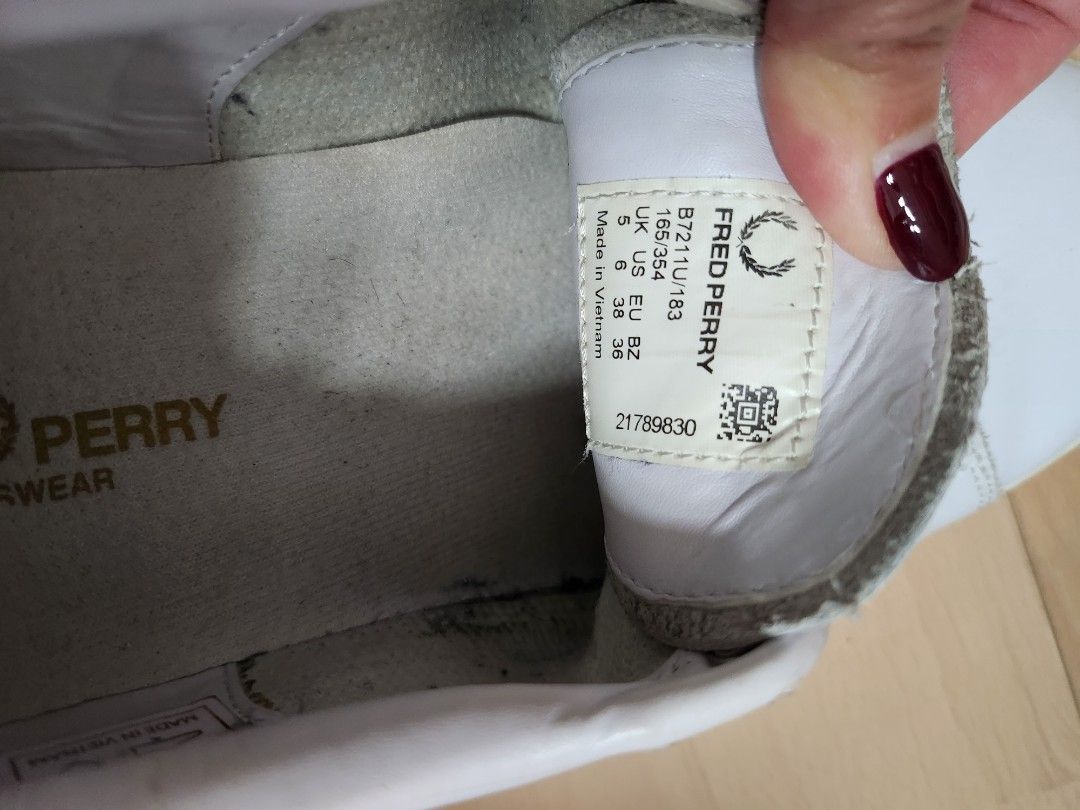 FRED PERRY
B7211U/183
165/354
UK US EU BZ
5 6 38 36
Made in Vietnam
21789830
PERRY
RSWEAR
MADE IN VIETNAM